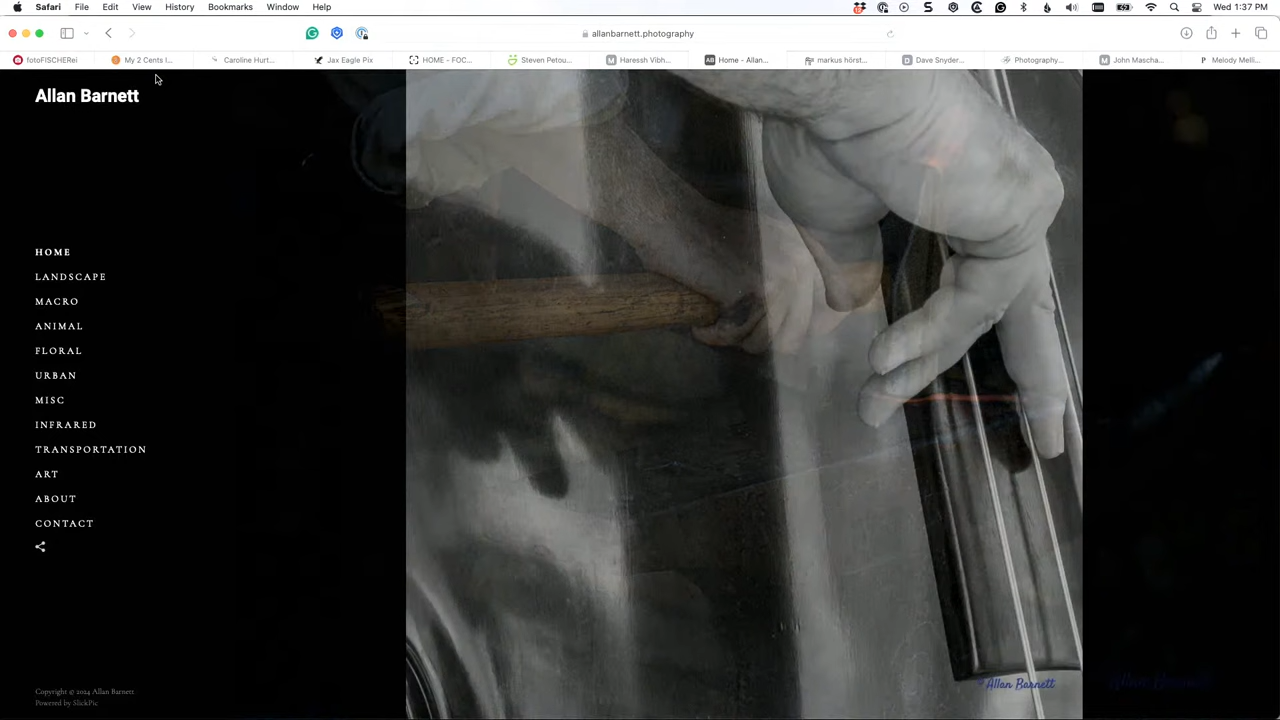 Safari File Edit View History Bookmarks Window Help Wed 1:37 PM
allanbarnett.photography
fotoFISCHERei My 2 Cents I... Caroline Hurt... Jax Eagle Pix HOME - FOC... Steven Petou... Haressh Vibh... Home - Allan... markus hörst... Dave Snyder... Photography... John Mascha... Melody Melli...
Allan Barnett
HOME
LANDSCAPE
MACRO
ANIMAL
FLORAL
URBAN
MISC
INFRARED
TRANSPORTATION
ART
ABOUT
CONTACT
© Allan Barnett
Allan Barnett
Copyright © 2024 Allan Barnett
Powered by SlickPic